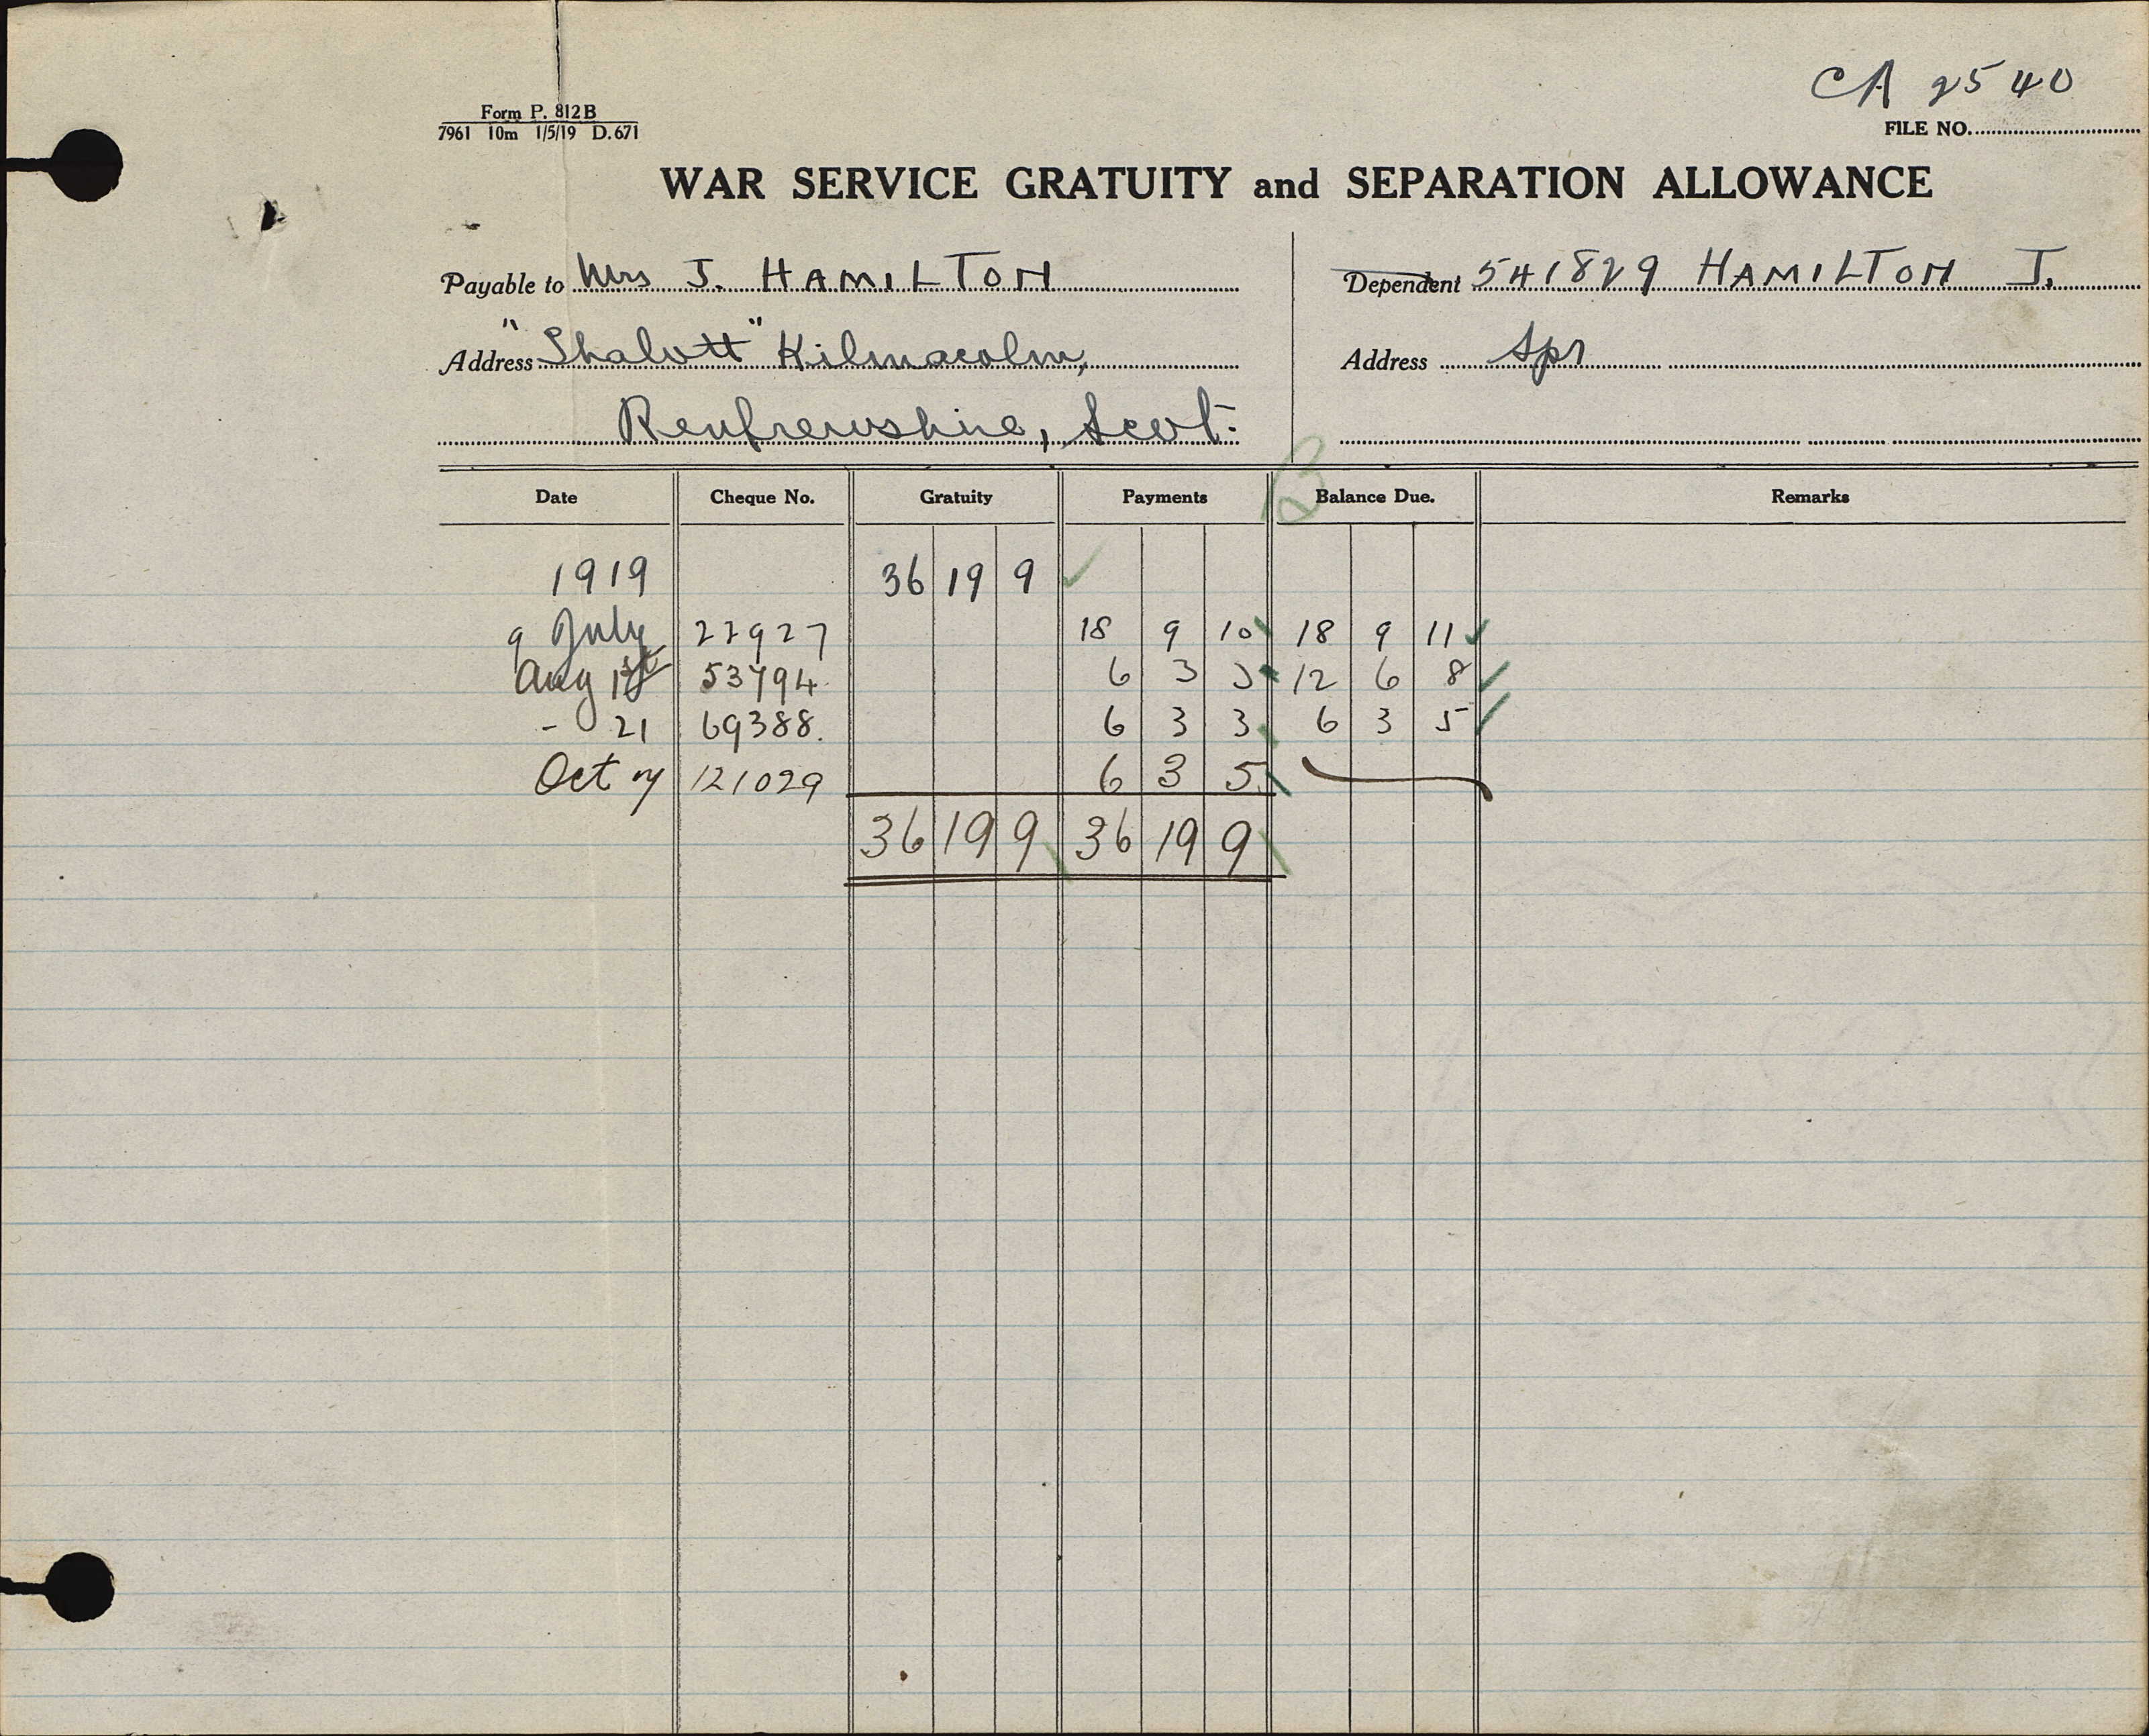 CA 2540
Form P. 812B
7961 10m 1/5/19 D.671
FILE NO.
WAR SERVICE GRATUITY and SEPARATION ALLOWANCE
Payable to Mrs J. HAMILTON
Dependent 541829 HAMILTON J.
Address "Shalott" Kilmacolm,
Address Spr
Renfrewshire, Scot.
Date Cheque No. Gratuity Payments Balance Due. Remarks
1919 36 19 9
9 July 22927 18 9 10 18 9 11
Aug 53794 6 3 3 12 6 8
- 21 69388. 6 3 3 6 3 5
Oct 121029 6 3 5
36 19 9 36 19 9